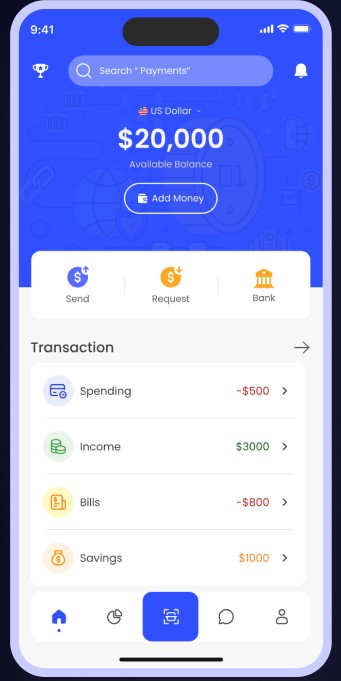 9:41
Search “ Payments”
US Dollar
$20,000
Available Balance
Add Money
Send
Request
Bank
Transaction
Spending -$500
Income $3000
Bills -$800
Savings $1000